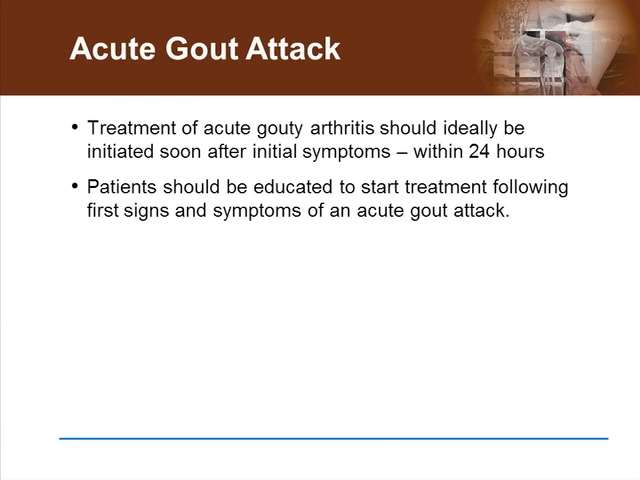 Acute Gout Attack
• Treatment of acute gouty arthritis should ideally be
initiated soon after initial symptoms – within 24 hours
• Patients should be educated to start treatment following
first signs and symptoms of an acute gout attack.